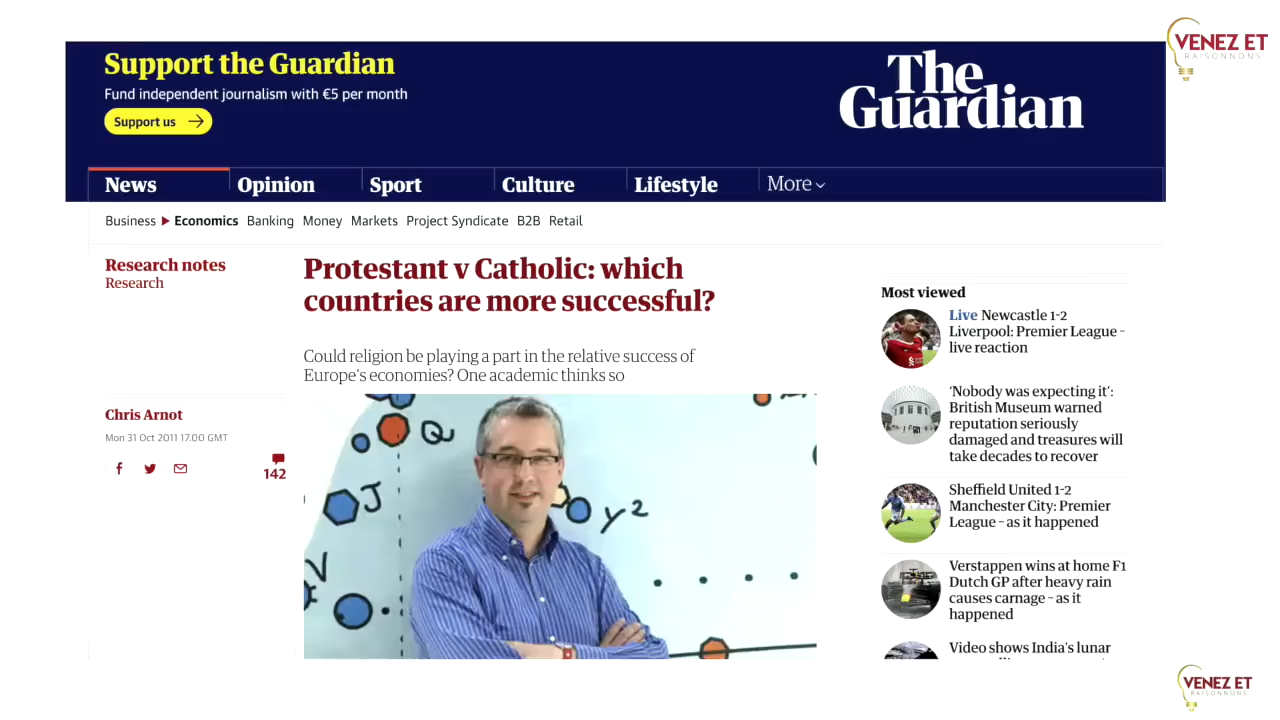 VENEZ ET
RAISONNONS
Support the Guardian
Fund independent journalism with €5 per month
Support us
The
Guardian
News
Opinion
Sport
Culture
Lifestyle
More
Business
Economics
Banking
Money
Markets
Project Syndicate
B2B
Retail
Research notes
Research
Protestant v Catholic: which
countries are more successful?
Could religion be playing a part in the relative success of
Europe's economies? One academic thinks so
Chris Arnot
Mon 31 Oct 2011 17.00 GMT
142
Q
J
Y²
V
Most viewed
Live Newcastle 1-2
Liverpool: Premier League –
live reaction
'Nobody was expecting it':
British Museum warned
reputation seriously
damaged and treasures will
take decades to recover
Sheffield United 1-2
Manchester City: Premier
League – as it happened
Verstappen wins at home F1
Dutch GP after heavy rain
causes carnage – as it
happened
Video shows India's lunar
VENEZ ET
RAISONNONS